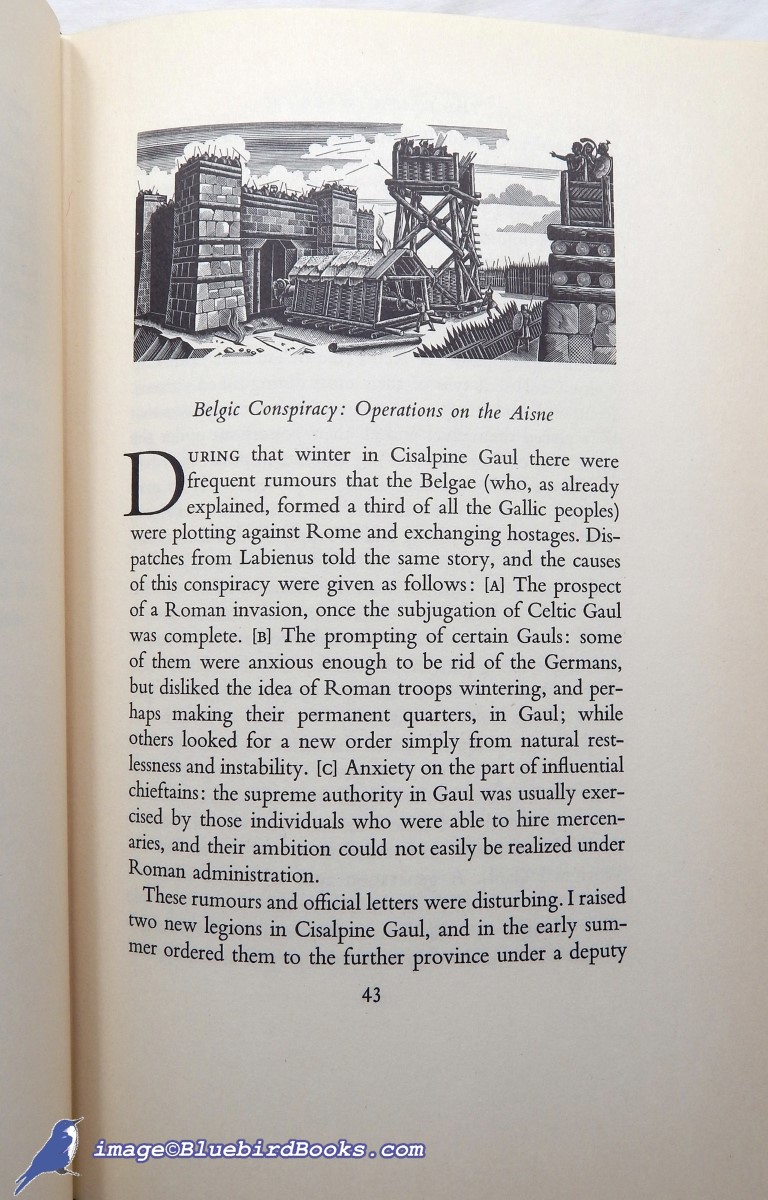 Belgic Conspiracy: Operations on the Aisne
DURING that winter in Cisalpine Gaul there were
frequent rumours that the Belgae (who, as already
explained, formed a third of all the Gallic peoples)
were plotting against Rome and exchanging hostages. Dis-
patches from Labienus told the same story, and the causes
of this conspiracy were given as follows: [A] The prospect
of a Roman invasion, once the subjugation of Celtic Gaul
was complete. [B] The prompting of certain Gauls: some
of them were anxious enough to be rid of the Germans,
but disliked the idea of Roman troops wintering, and per-
haps making their permanent quarters, in Gaul; while
others looked for a new order simply from natural rest-
lessness and instability. [C] Anxiety on the part of influential
chieftains: the supreme authority in Gaul was usually exer-
cised by those individuals who were able to hire mercen-
aries, and their ambition could not easily be realized under
Roman administration.
These rumours and official letters were disturbing. I raised
two new legions in Cisalpine Gaul, and in the early sum-
mer ordered them to the further province under a deputy
43
image©BluebirdBooks.com